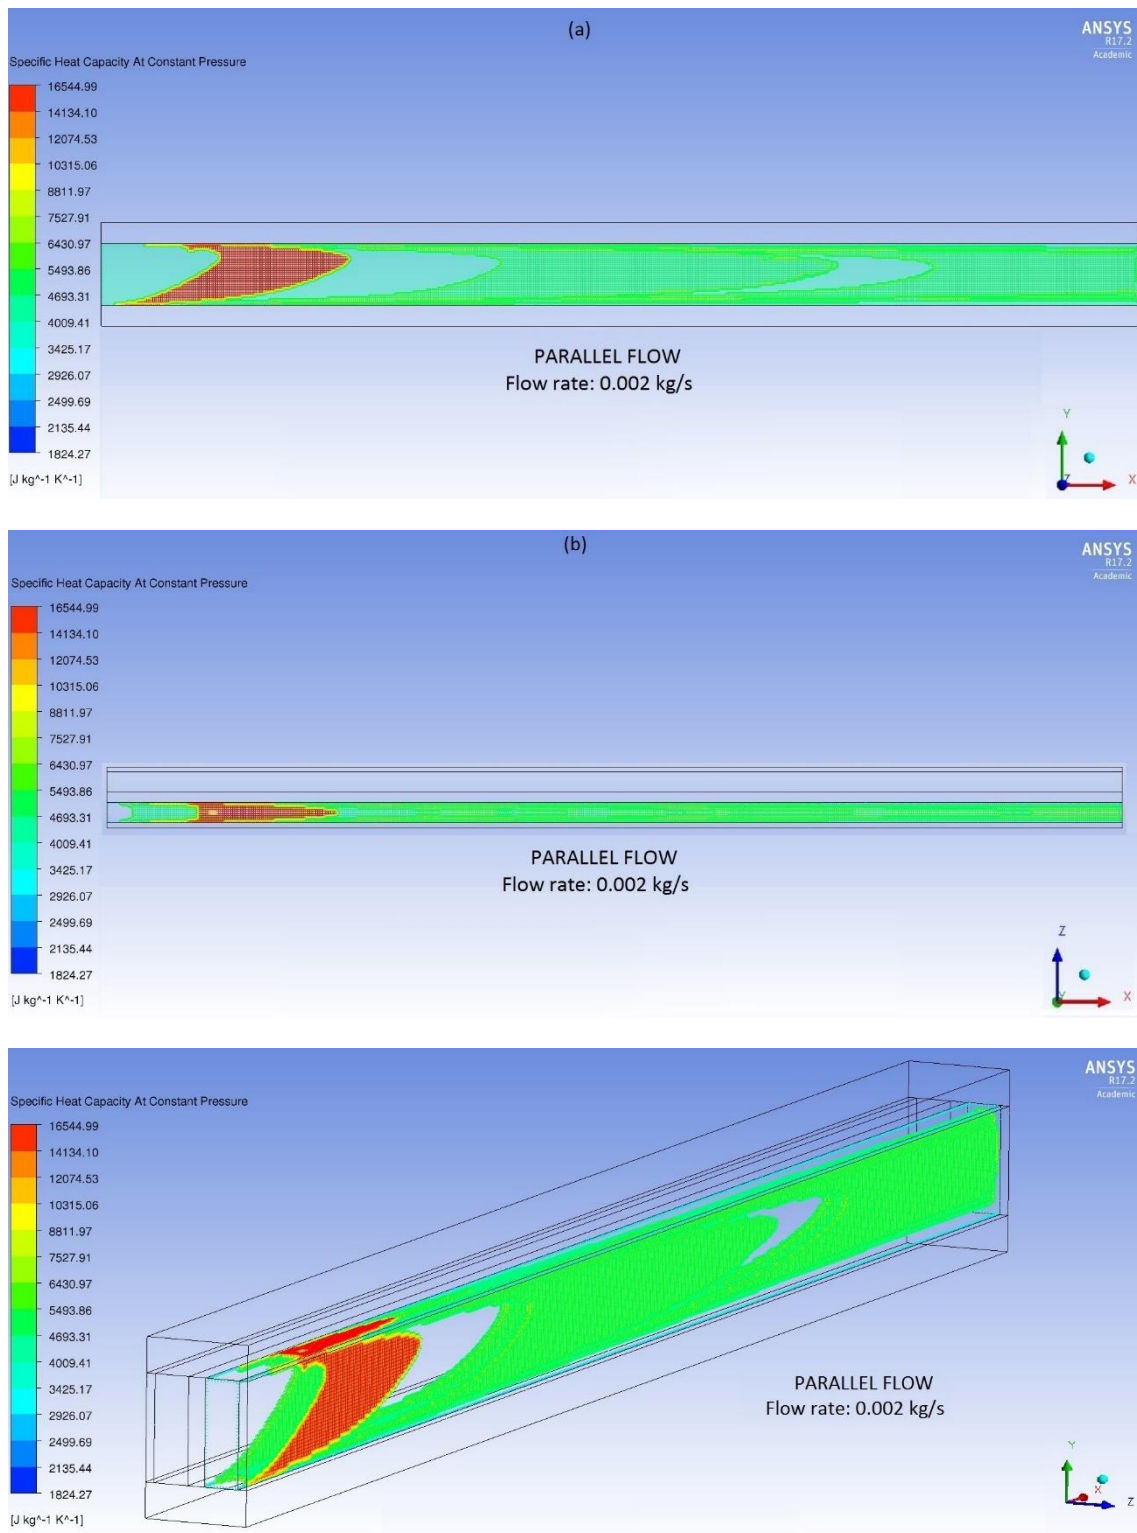 (a)
ANSYS
R17.2
Academic
Specific Heat Capacity At Constant Pressure
16544.99
14134.10
12074.53
10315.06
8811.97
7527.91
6430.97
5493.86
4693.31
4009.41
3425.17
2926.07
2499.69
2135.44
1824.27
[J kg^-1 K^-1]
PARALLEL FLOW
Flow rate: 0.002 kg/s
Y
Z
X
(b)
ANSYS
R17.2
Academic
Specific Heat Capacity At Constant Pressure
16544.99
14134.10
12074.53
10315.06
8811.97
7527.91
6430.97
5493.86
4693.31
4009.41
3425.17
2926.07
2499.69
2135.44
1824.27
[J kg^-1 K^-1]
PARALLEL FLOW
Flow rate: 0.002 kg/s
Z
Y
X
ANSYS
R17.2
Academic
Specific Heat Capacity At Constant Pressure
16544.99
14134.10
12074.53
10315.06
8811.97
7527.91
6430.97
5493.86
4693.31
4009.41
3425.17
2926.07
2499.69
2135.44
1824.27
[J kg^-1 K^-1]
PARALLEL FLOW
Flow rate: 0.002 kg/s
Y
X
Z